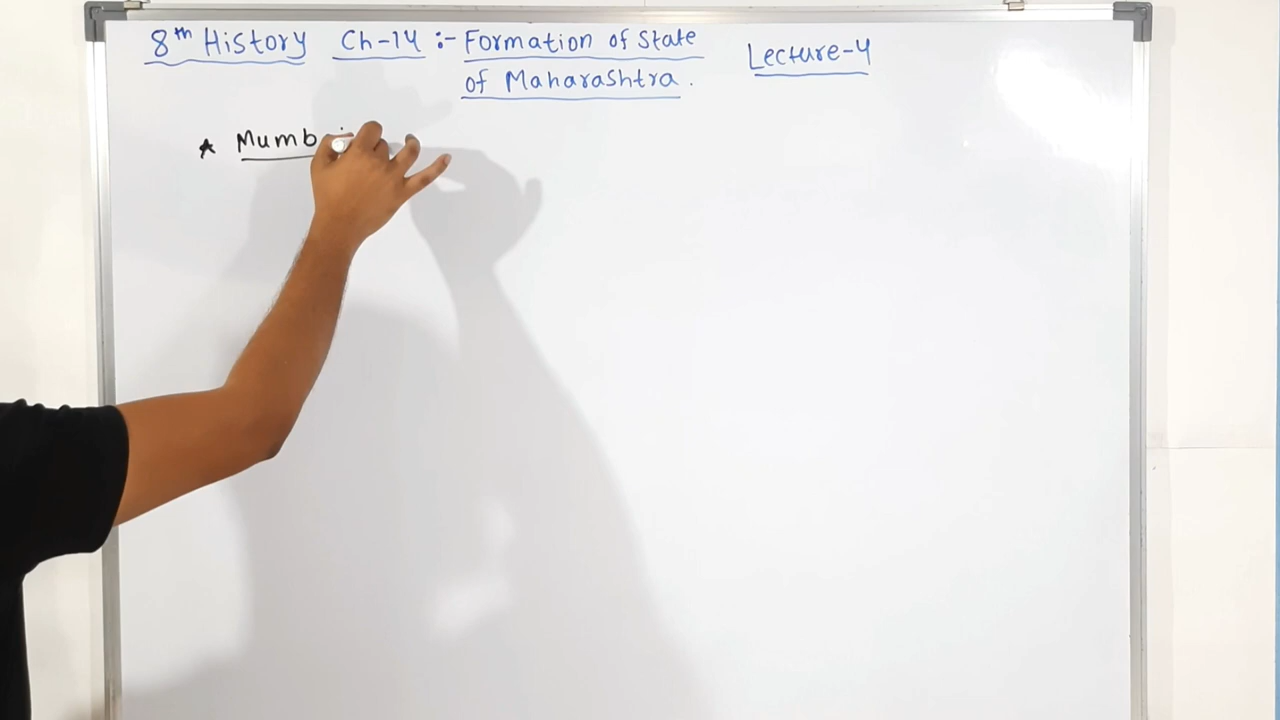 8th History Ch-14 :- Formation of State
of Maharashtra.
Lecture-4
* Mumb